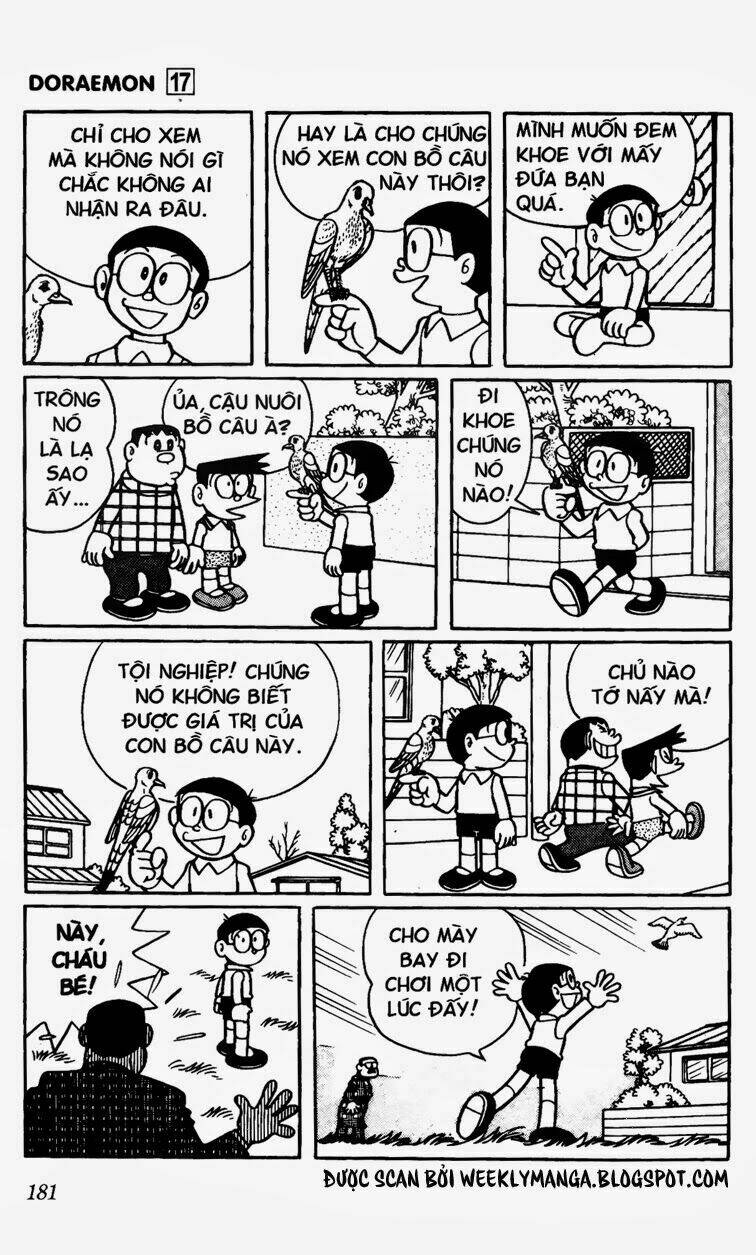 DORAEMON 17
MÌNH MUỐN ĐEM
KHOE VỚI MẤY
ĐỨA BẠN
QUÁ.
HAY LÀ CHO CHÚNG
NÓ XEM CON BỒ CÂU
NÀY THÔI?
CHỈ CHO XEM
MÀ KHÔNG NÓI GÌ
CHẮC KHÔNG AI
NHẬN RA ĐÂU.
ĐI
KHOE
CHÚNG
NÓ
NÀO!
ỦA, CẬU NUÔI
BỒ CÂU À?
TRÔNG
NÓ
LÀ LẠ
SAO
ẤY...
CHỦ NÀO
TỚ NẤY MÀ!
TỘI NGHIỆP! CHÚNG
NÓ KHÔNG BIẾT
ĐƯỢC GIÁ TRỊ CỦA
CON BỒ CÂU NÀY.
CHO MÀY
BAY ĐI
CHƠI MỘT
LÚC ĐẤY!
NÀY,
CHÁU
BÉ!
ĐƯỢC SCAN BỞI WEEKLYMANGA.BLOGSPOT.COM
181